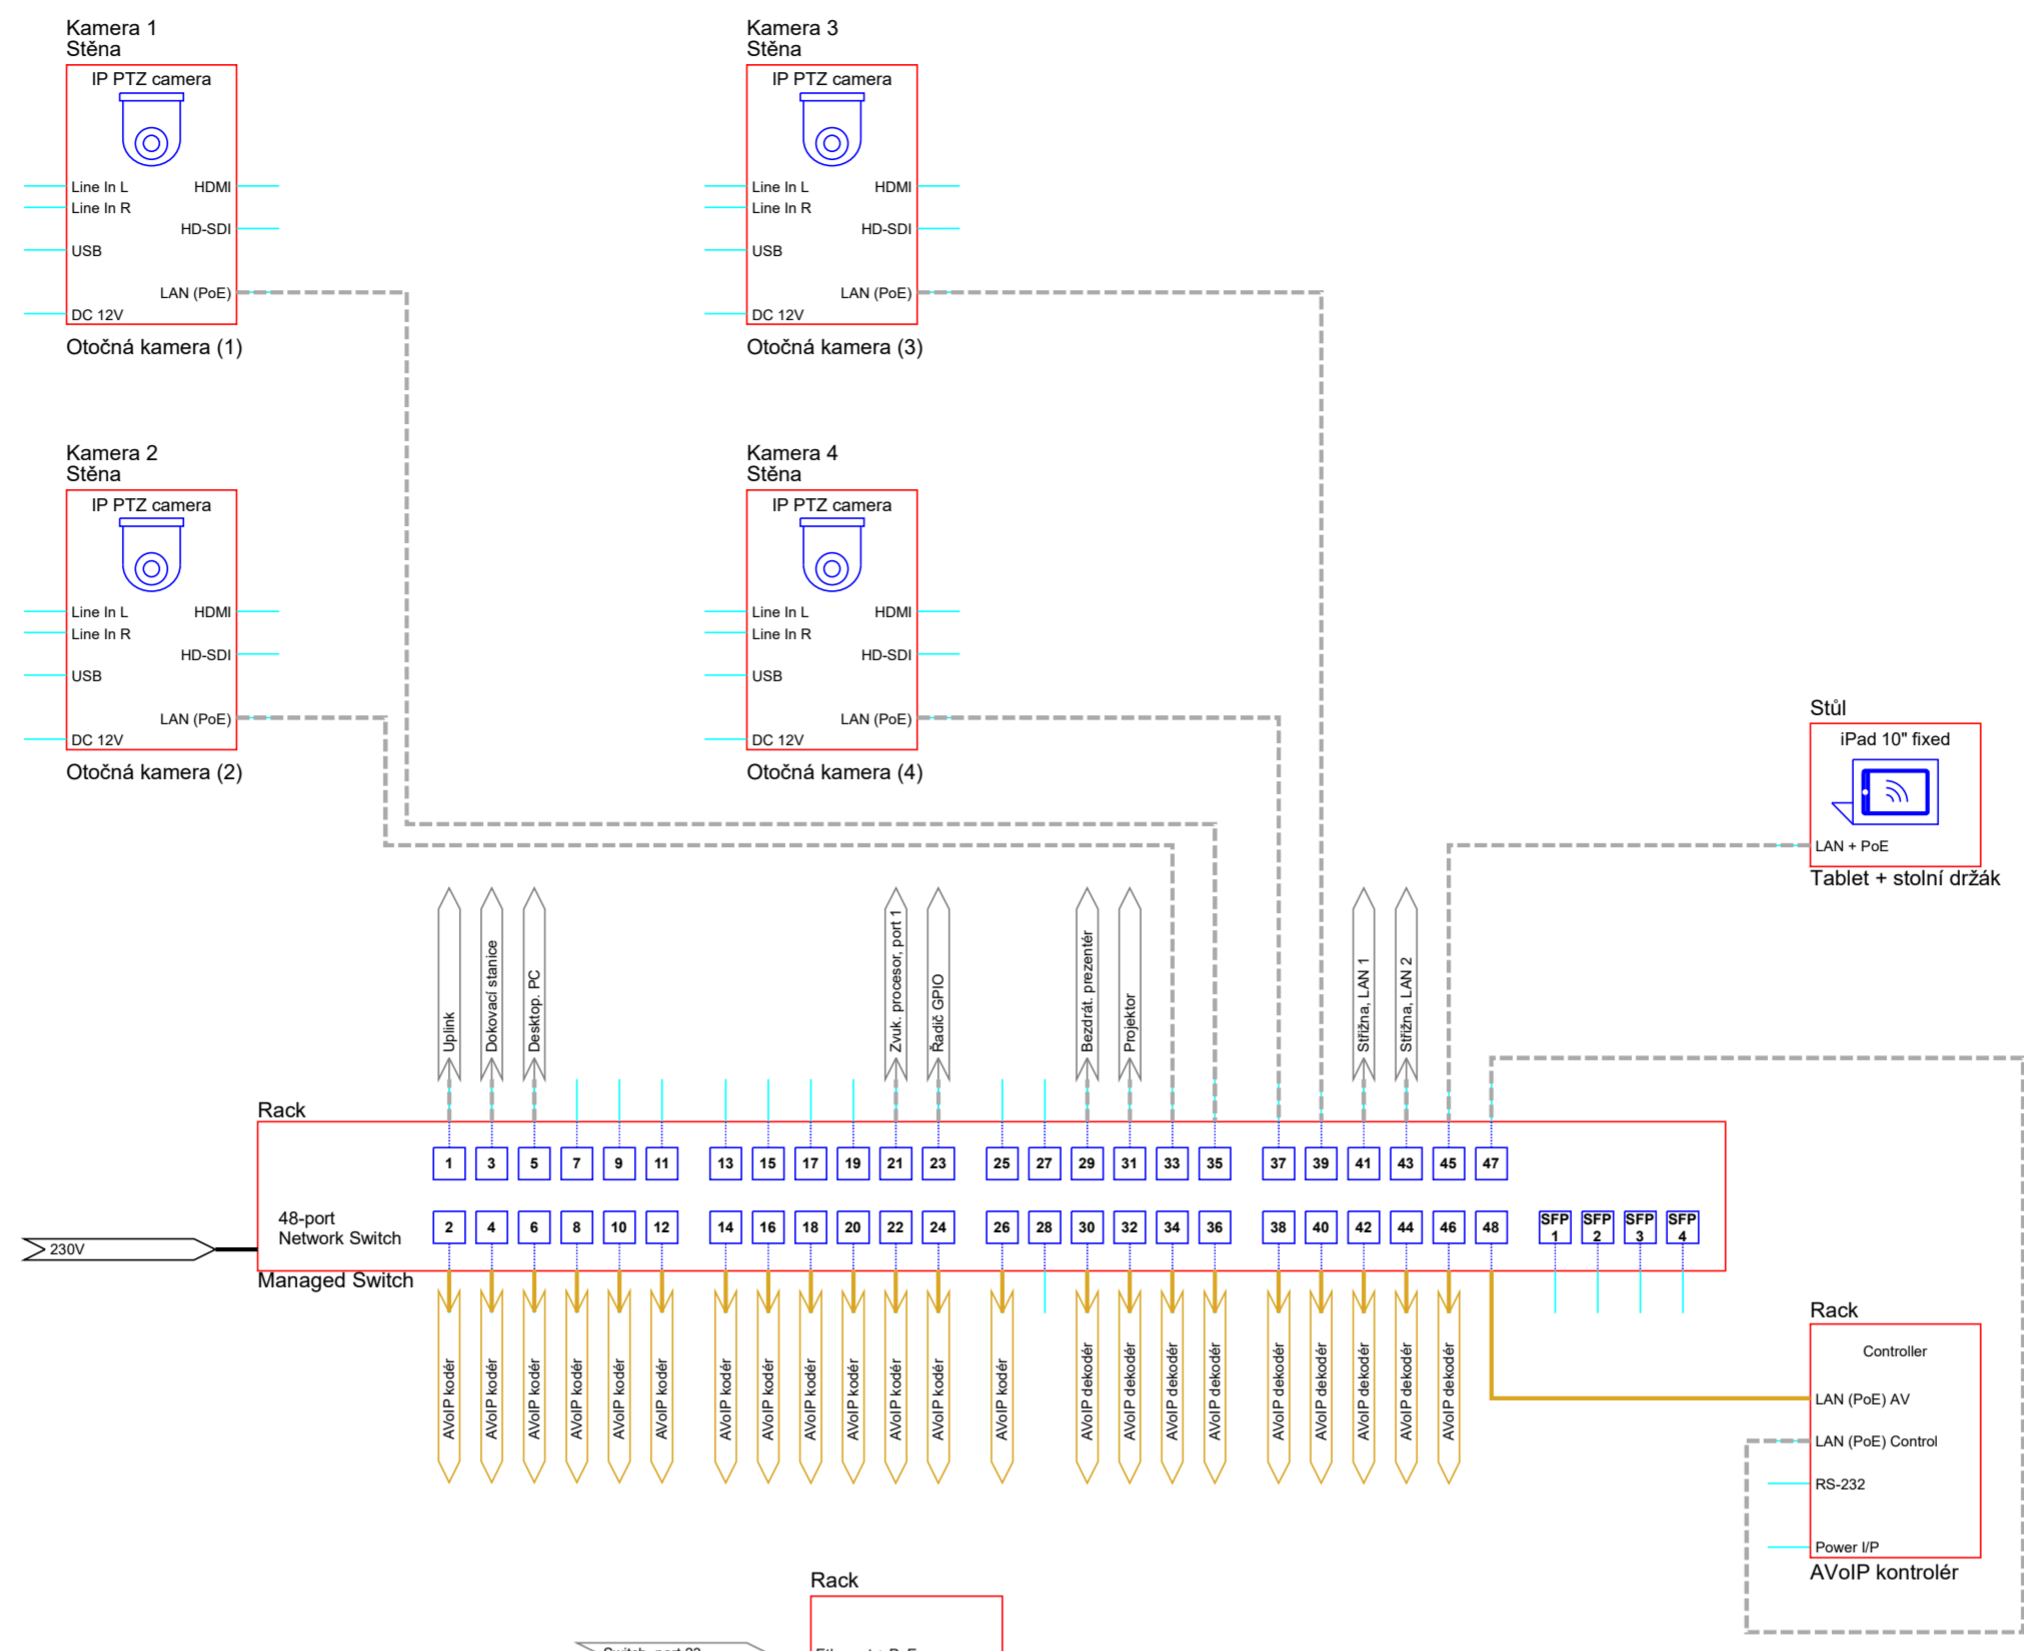 Kamera 1
Stěna
IP PTZ camera
Line In L
HDMI
Line In R
HD-SDI
USB
LAN (PoE)
DC 12V
Otočná kamera (1)
Kamera 3
Stěna
IP PTZ camera
Line In L
HDMI
Line In R
HD-SDI
USB
LAN (PoE)
DC 12V
Otočná kamera (3)
Kamera 2
Stěna
IP PTZ camera
Line In L
HDMI
Line In R
HD-SDI
USB
LAN (PoE)
DC 12V
Otočná kamera (2)
Kamera 4
Stěna
IP PTZ camera
Line In L
HDMI
Line In R
HD-SDI
USB
LAN (PoE)
DC 12V
Otočná kamera (4)
Stůl
iPad 10" fixed
LAN + PoE
Tablet + stolní držák
Uplink
Dokovací stanice
Desktop. PC
Zvuk. procesor, port 1
Řadič GPIO
Bezdrát. prezentér
Projektor
Střižna, LAN 1
Střižna, LAN 2
Rack
1 3 5 7 9 11 13 15 17 19 21 23 25 27 29 31 33 35 37 39 41 43 45 47
48-port
Network Switch
2 4 6 8 10 12 14 16 18 20 22 24 26 28 30 32 34 36 38 40 42 44 46 48
SFP 1
SFP 2
SFP 3
SFP 4
230V
Managed Switch
AVoIP kodér
AVoIP kodér
AVoIP kodér
AVoIP kodér
AVoIP kodér
AVoIP kodér
AVoIP kodér
AVoIP kodér
AVoIP kodér
AVoIP kodér
AVoIP kodér
AVoIP kodér
AVoIP kodér
AVoIP dekodér
AVoIP dekodér
AVoIP dekodér
AVoIP dekodér
AVoIP dekodér
AVoIP dekodér
AVoIP dekodér
AVoIP dekodér
AVoIP dekodér
Rack
Controller
LAN (PoE) AV
LAN (PoE) Control
RS-232
Power I/P
AVoIP kontrolér
Rack